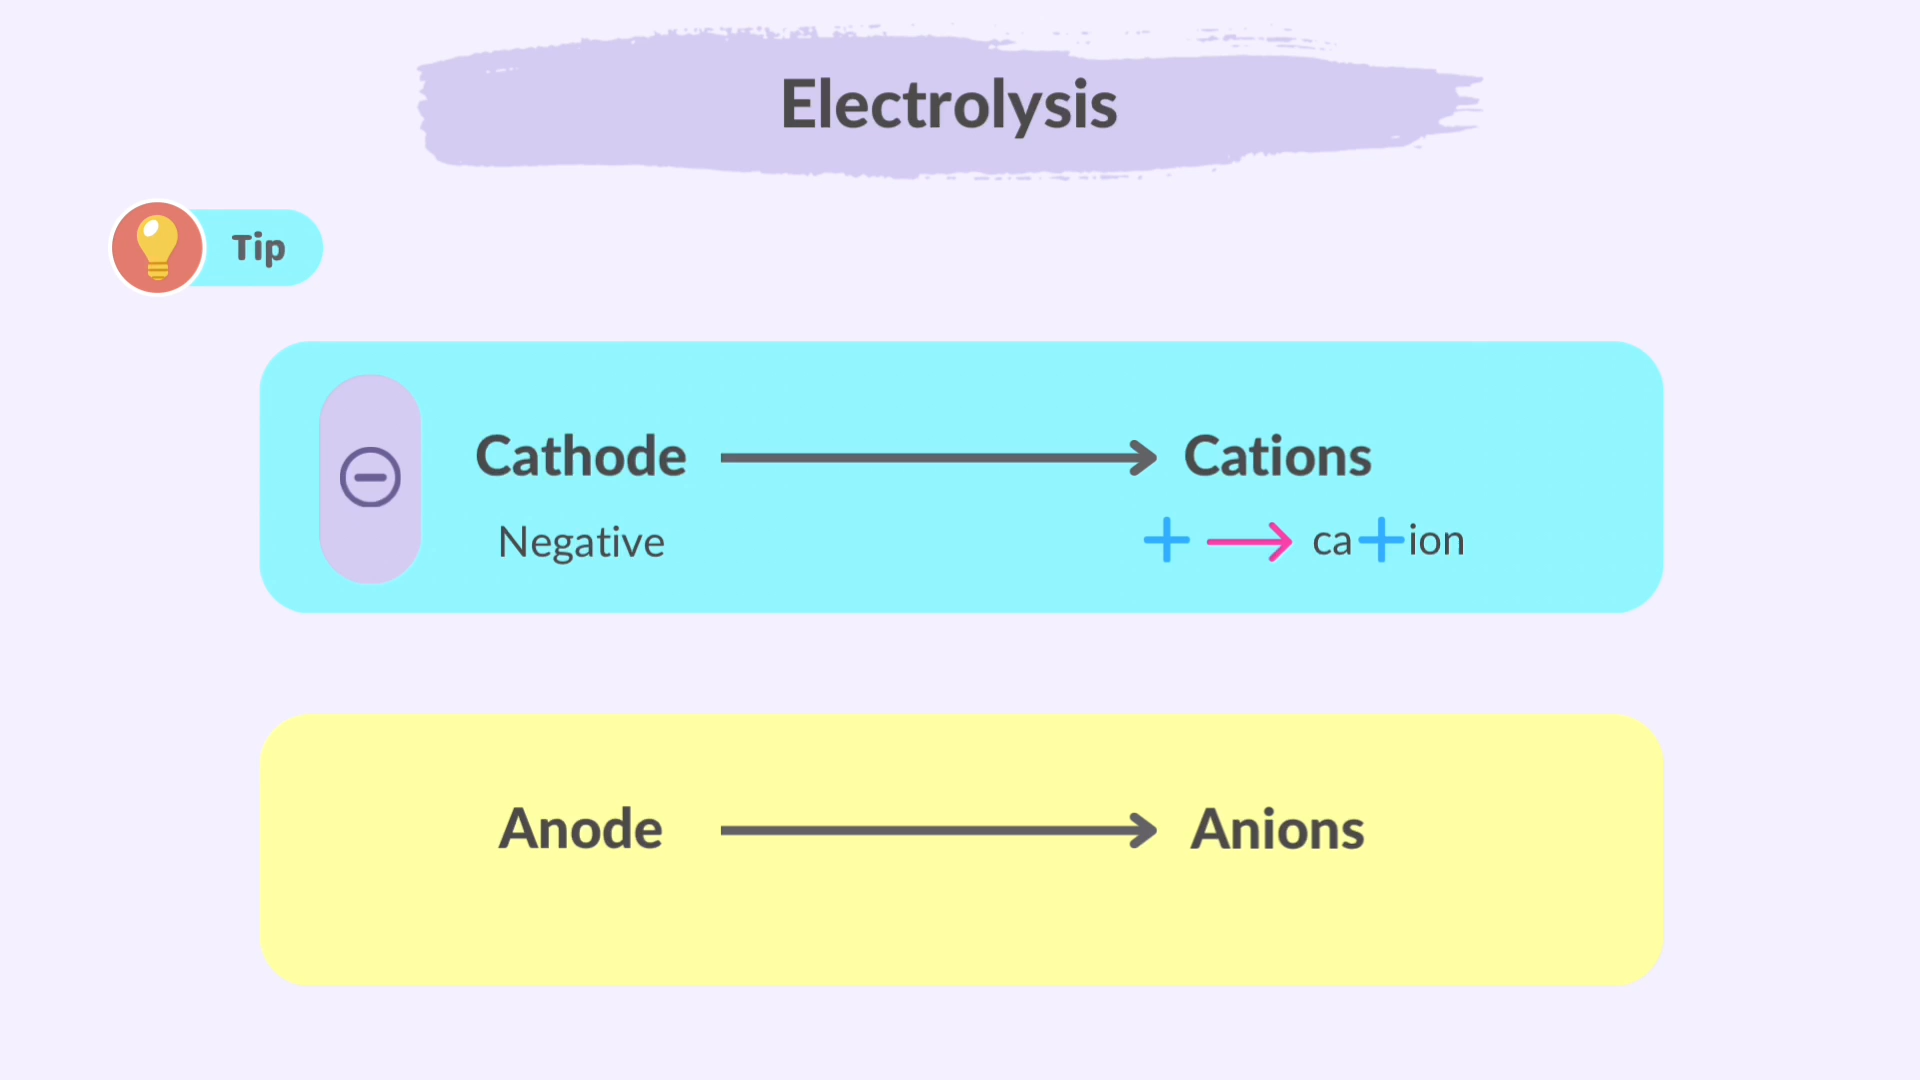 Electrolysis
Tip
Cathode → Cations
Negative
+ → ca+ion
Anode → Anions